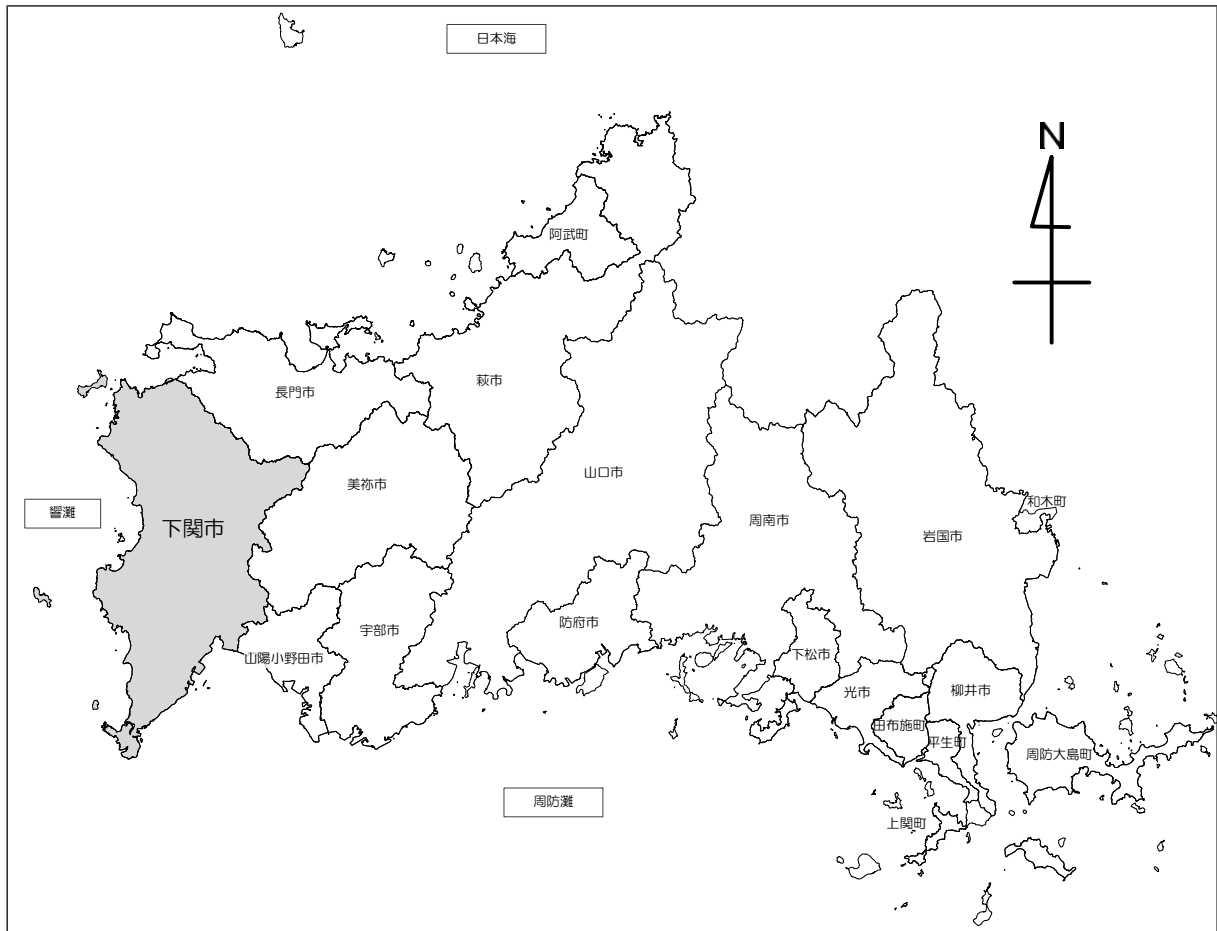 日本海
N
阿武町
萩市
長門市
山口市
美祢市
和木町
響灘
周南市
下関市
岩国市
防府市
宇部市
下松市
山陽小野田市
光市
柳井市
田布施町
平生町
周防大島町
周防灘
上関町